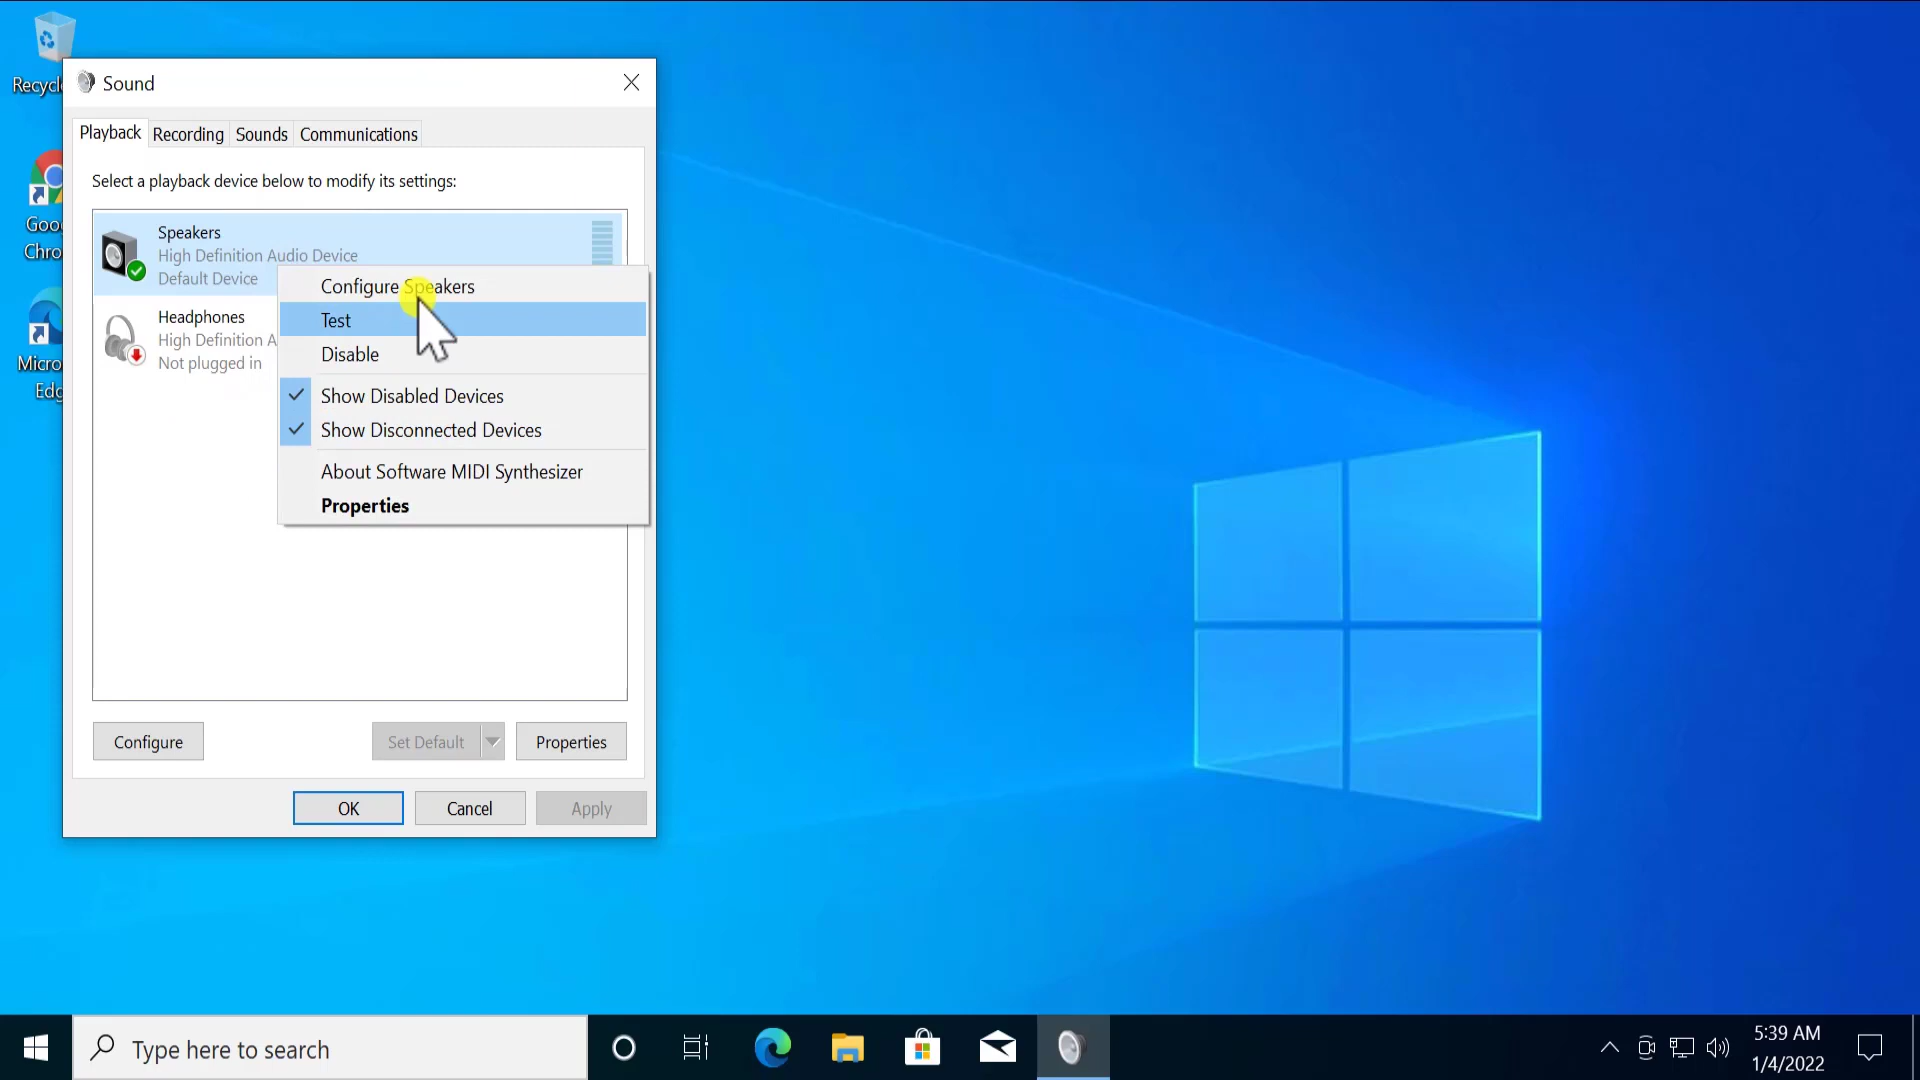 Recycl
Sound
Playback
Recording
Sounds
Communications
Select a playback device below to modify its settings:
Goo
Chro
Micro
Edg
Speakers
High Definition Audio Device
Default Device
Headphones
High Definition A
Not plugged in
Configure Speakers
Test
Disable
Show Disabled Devices
Show Disconnected Devices
About Software MIDI Synthesizer
Properties
Configure
Set Default
Properties
OK
Cancel
Apply
Type here to search
5:39 AM
1/4/2022